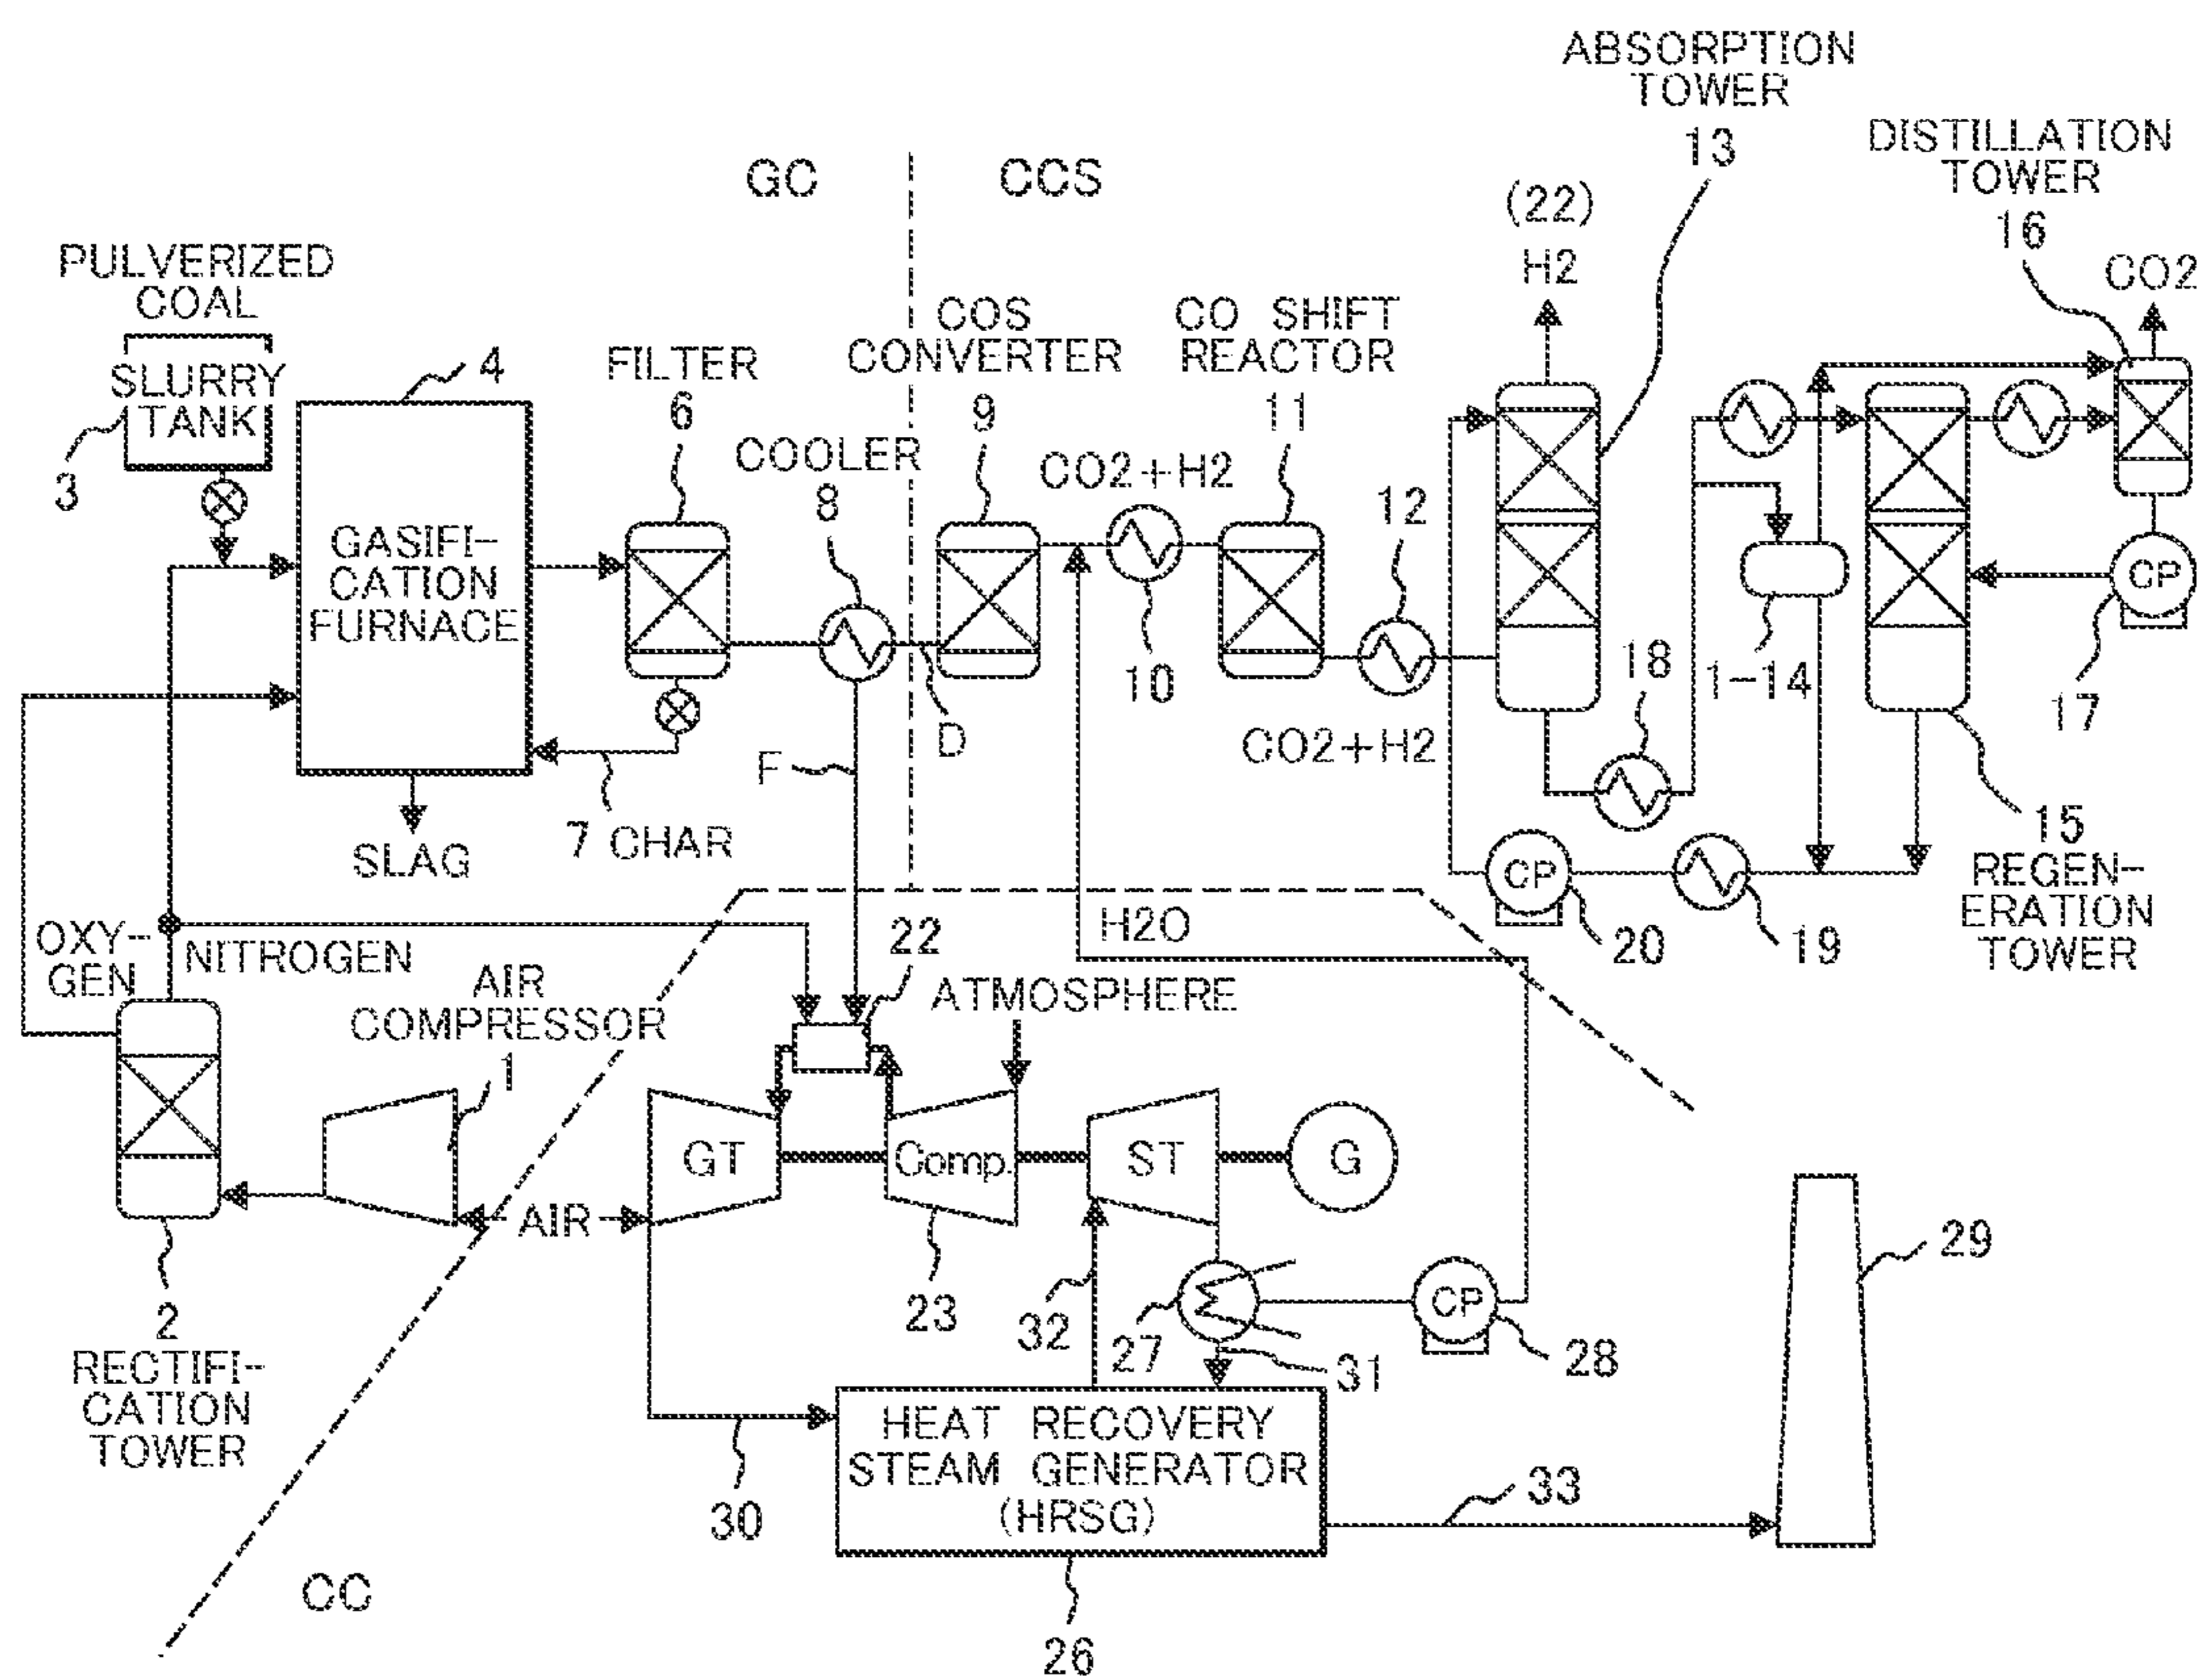 ABSORPTION
TOWER
13
DISTILLATION
TOWER
16
GC
CCS
(22)
H2
CO2
PULVERIZED
COAL
SLURRY
TANK
3
4
FILTER
6
COOLER
8
COS
CONVERTER
9
CO SHIFT
REACTOR
11
CO2+H2
12
10
GASIFI-
CATION
FURNACE
CP
17
18
1-14
D
F
CO2+H2
7 CHAR
SLAG
15
REGEN-
ERATION
TOWER
CP
20
19
H2O
OXY-
GEN
NITROGEN
22
AIR
COMPRESSOR
1
ATMOSPHERE
GT
Comp.
ST
G
AIR
2
RECTIFI-
CATION
TOWER
23
32
27
31
CP
28
29
30
HEAT RECOVERY
STEAM GENERATOR
(HRSG)
33
26
CC